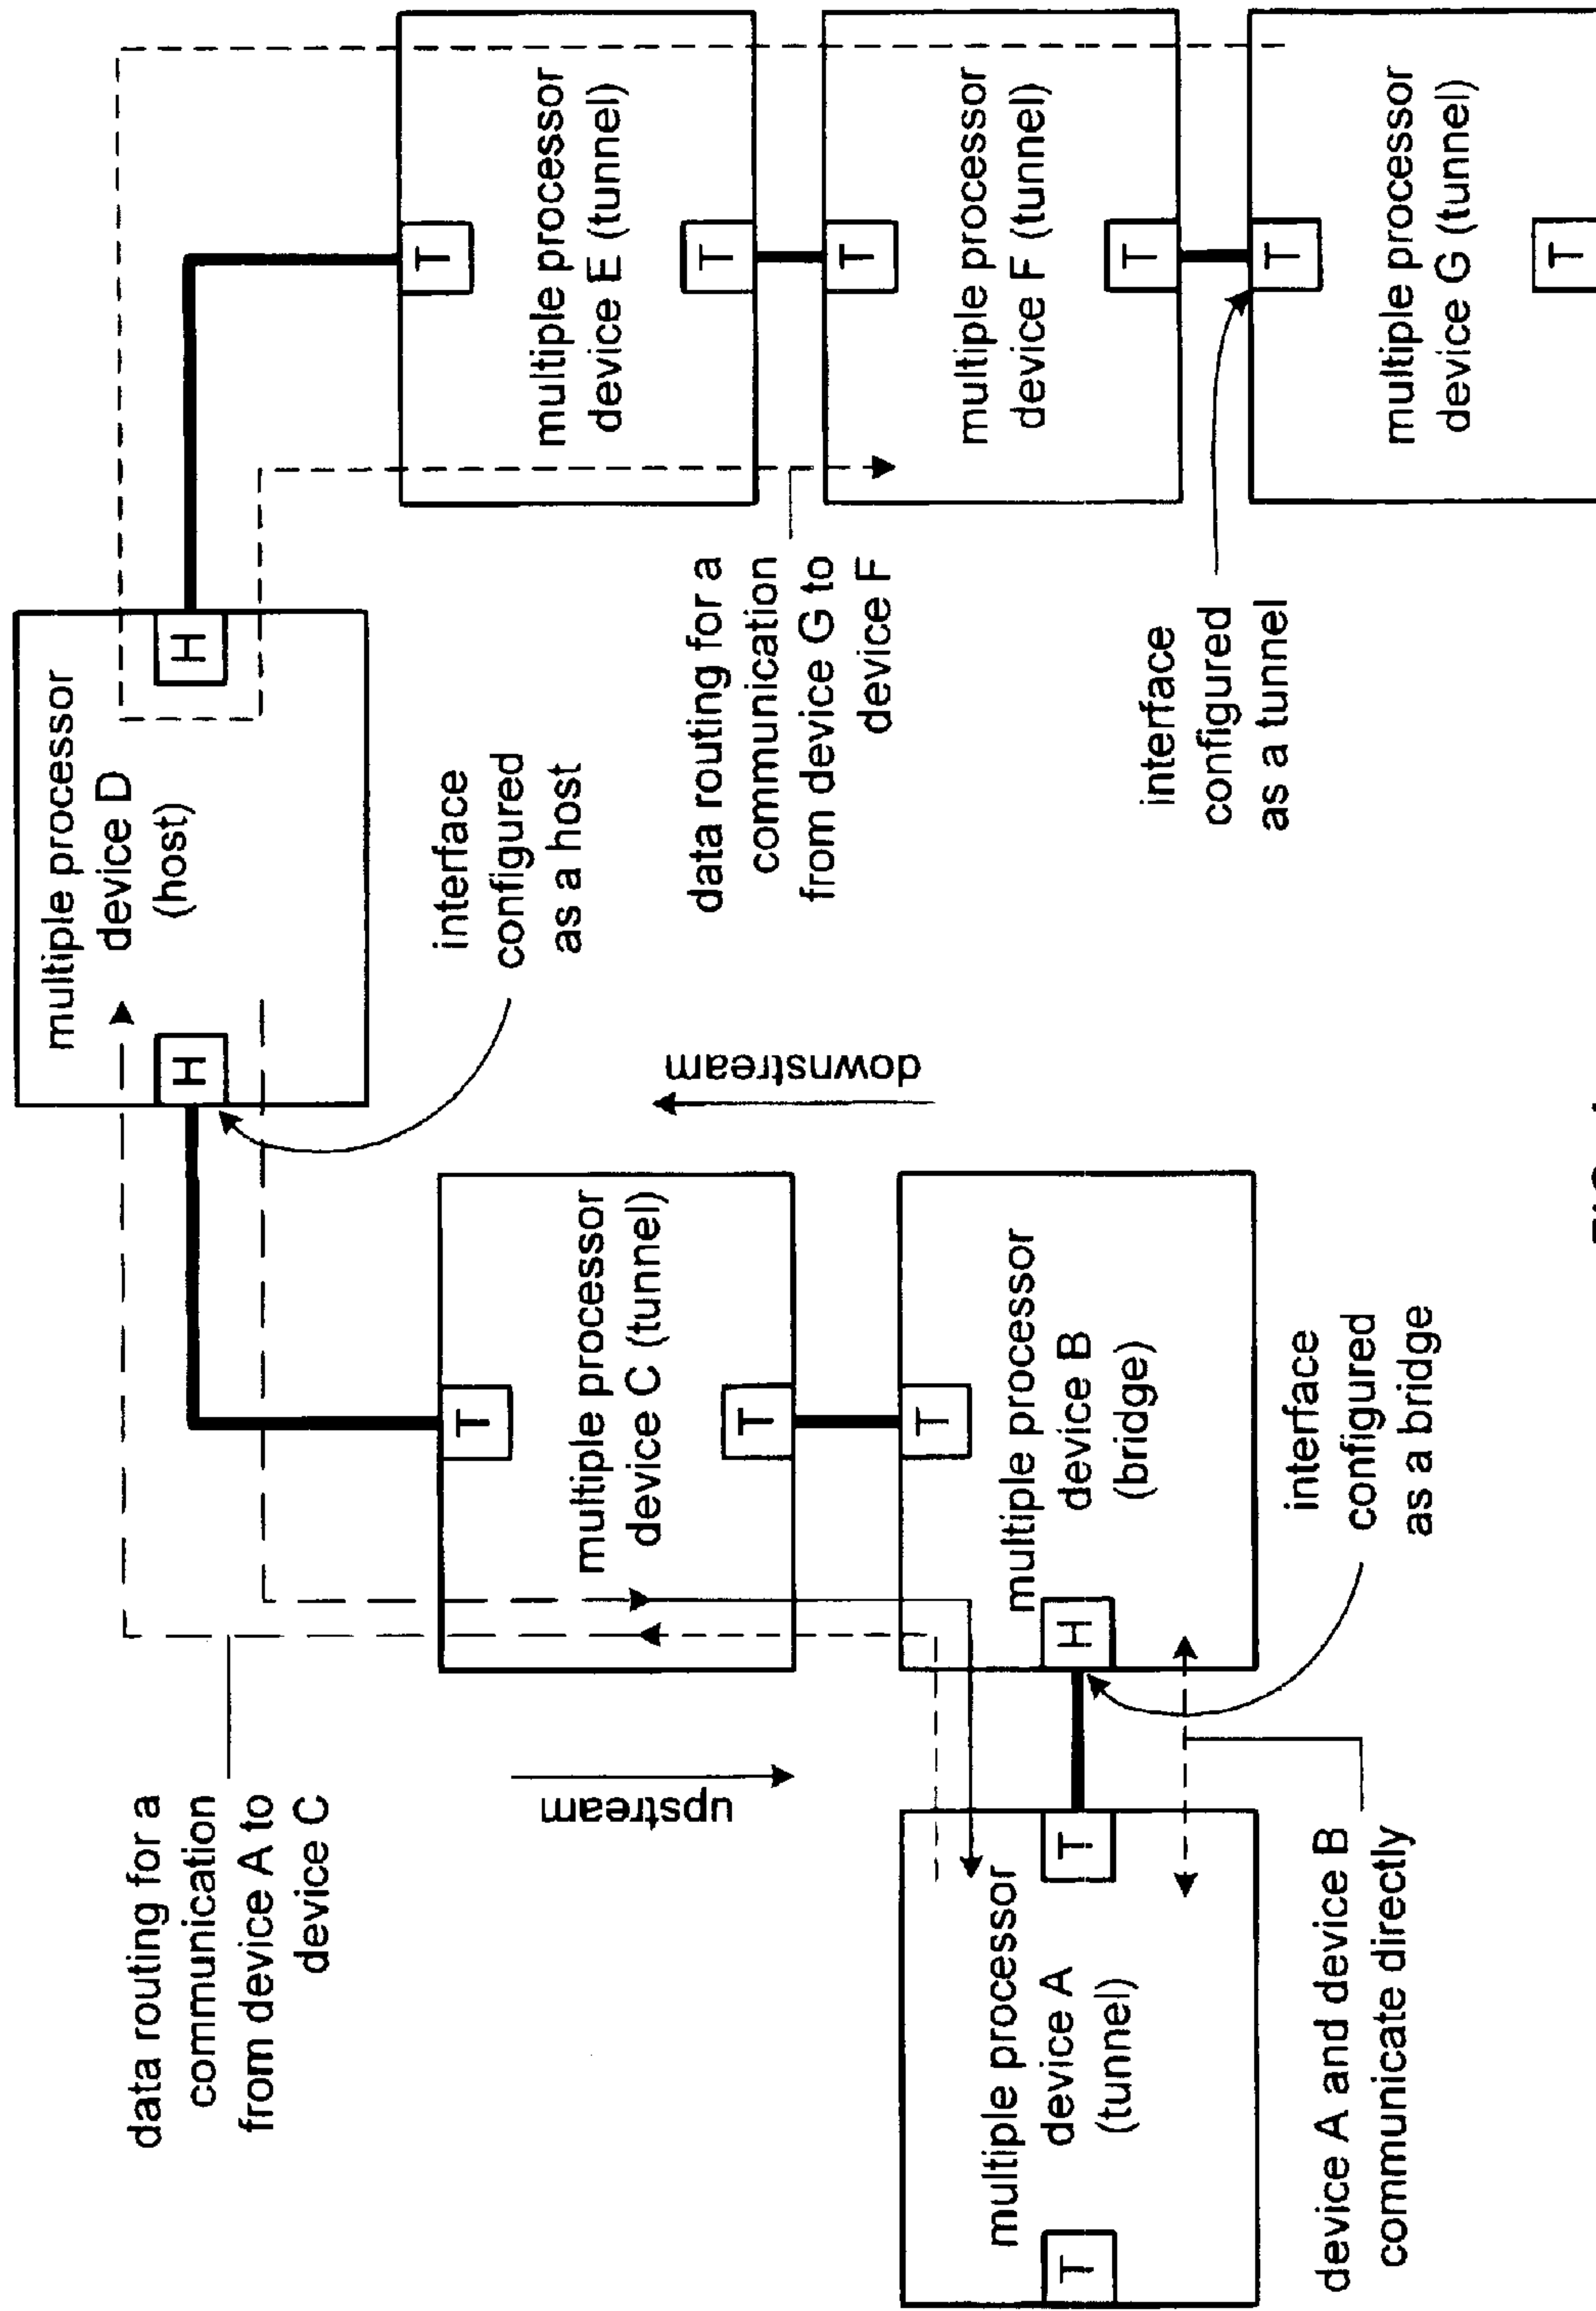 multiple processor
device D
(host)
H
H
interface
configured
as a host
data routing for a
communication
from device A to
device C
multiple processor
device C (tunnel)
T
T
upstream
downstream
multiple processor
device B
(bridge)
T
H
interface
configured
as a bridge
multiple processor
device A
(tunnel)
T
T
device A and device B
communicate directly
multiple processor
device E (tunnel)
T
T
data routing for a
communication
from device G to
device F
multiple processor
device F (tunnel)
T
T
interface
configured
as a tunnel
multiple processor
device G (tunnel)
T
T